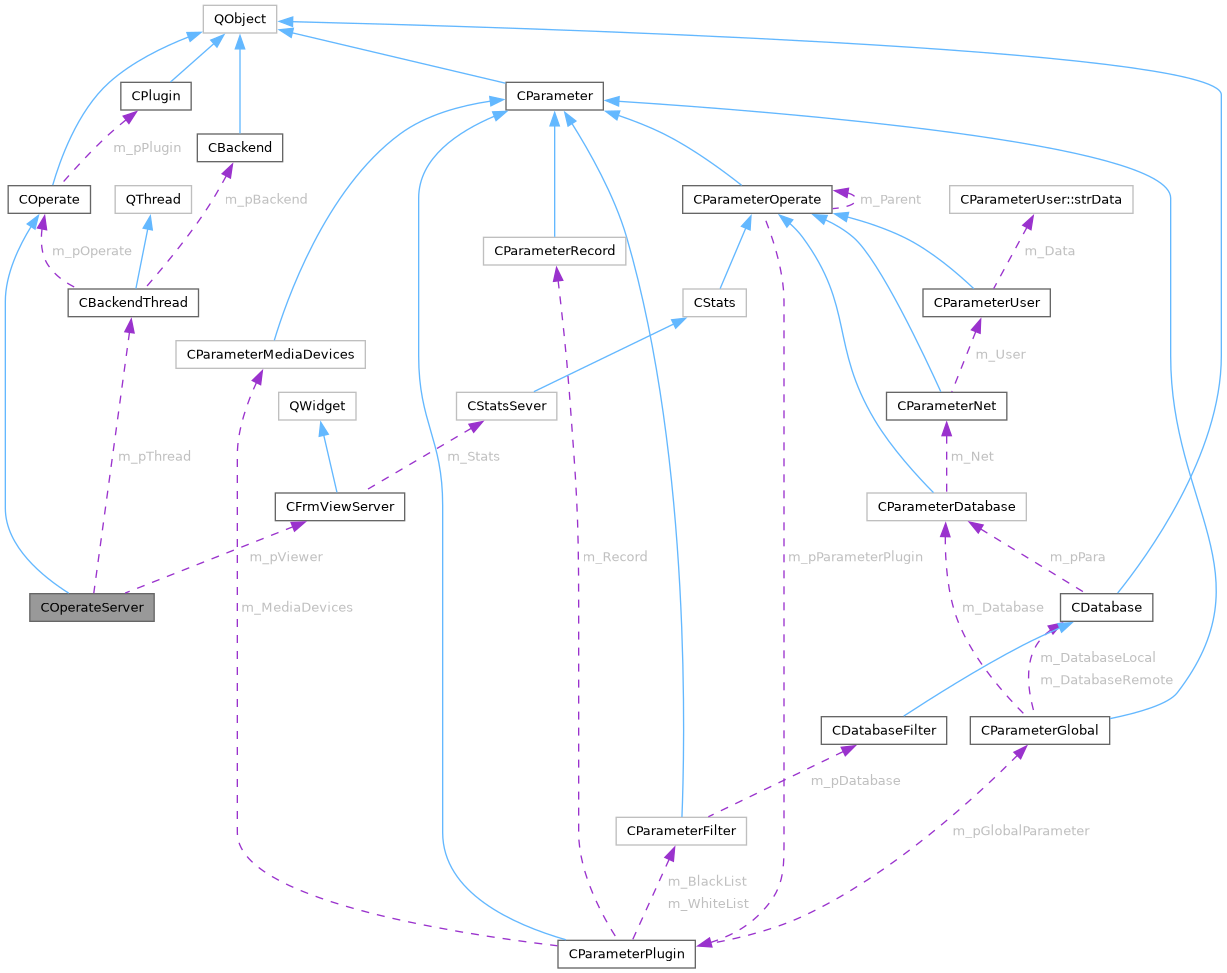 QObject
CPlugin
CParameter
CBackend
m_pPlugin
COperate
QThread
m_pBackend
CParameterOperate
m_Parent
CParameterUser::strData
m_pOperate
CParameterRecord
m_Data
CBackendThread
CStats
CParameterUser
CParameterMediaDevices
m_User
QWidget
CStatsSever
CParameterNet
m_pThread
m_Stats
m_Net
CFrmViewServer
CParameterDatabase
m_pViewer
m_Record
m_pParameterPlugin
m_pPara
COperateServer
m_MediaDevices
m_Database
CDatabase
m_DatabaseLocal
m_DatabaseRemote
CDatabaseFilter
CParameterGlobal
m_pDatabase
CParameterFilter
m_pGlobalParameter
m_BlackList
m_WhiteList
CParameterPlugin